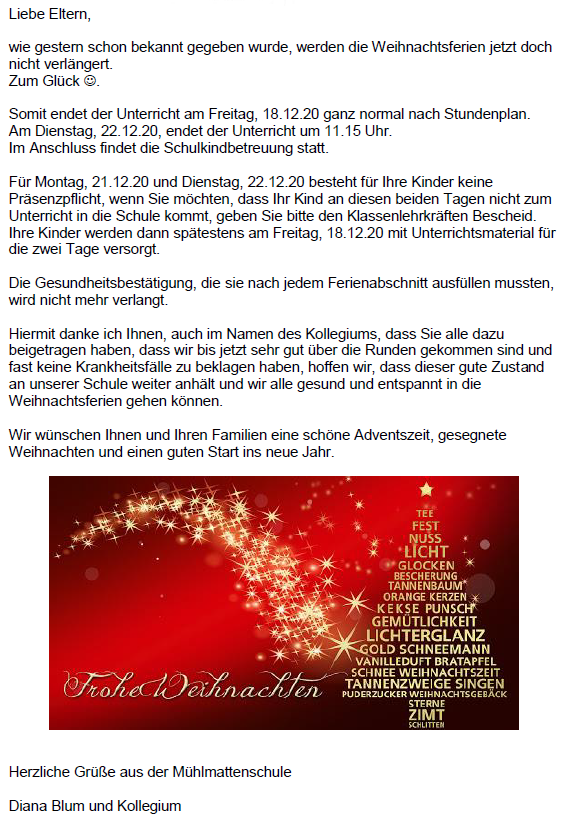 Liebe Eltern,
wie gestern schon bekannt gegeben wurde, werden die Weihnachtsferien jetzt doch
nicht verlängert.
Zum Glück ☺.
Somit endet der Unterricht am Freitag, 18.12.20 ganz normal nach Stundenplan.
Am Dienstag, 22.12.20, endet der Unterricht um 11.15 Uhr.
Im Anschluss findet die Schulkindbetreuung statt.
Für Montag, 21.12.20 und Dienstag, 22.12.20 besteht für Ihre Kinder keine
Präsenzpflicht, wenn Sie möchten, dass Ihr Kind an diesen beiden Tagen nicht zum
Unterricht in die Schule kommt, geben Sie bitte den Klassenlehrkräften Bescheid.
Ihre Kinder werden dann spätestens am Freitag, 18.12.20 mit Unterrichtsmaterial für
die zwei Tage versorgt.
Die Gesundheitsbestätigung, die sie nach jedem Ferienabschnitt ausfüllen mussten,
wird nicht mehr verlangt.
Hiermit danke ich Ihnen, auch im Namen des Kollegiums, dass Sie alle dazu
beigetragen haben, dass wir bis jetzt sehr gut über die Runden gekommen sind und
fast keine Krankheitsfälle zu beklagen haben, hoffen wir, dass dieser gute Zustand
an unserer Schule weiter anhält und wir alle gesund und entspannt in die
Weihnachtsferien gehen können.
Wir wünschen Ihnen und Ihren Familien eine schöne Adventszeit, gesegnete
Weihnachten und einen guten Start ins neue Jahr.
TEE
FEST
NUSS
LICHT
GLOCKEN
BESCHERUNG
TANNENBAUM
ORANGE KERZEN
KEKSE PUNSCH
GEMÜTLICHKEIT
LICHTERGLANZ
GOLD SCHNEEMANN
VANILLEDUFT BRATAPFEL
SCHNEE WEIHNACHTSZEIT
TANNENZWEIGE SINGEN
PUDERZUCKER WEIHNACHTSGEBÄCK
STERNE
ZIMT
SCHLITTEN
Frohe Weihnachten
Herzliche Grüße aus der Mühlmattenschule
Diana Blum und Kollegium